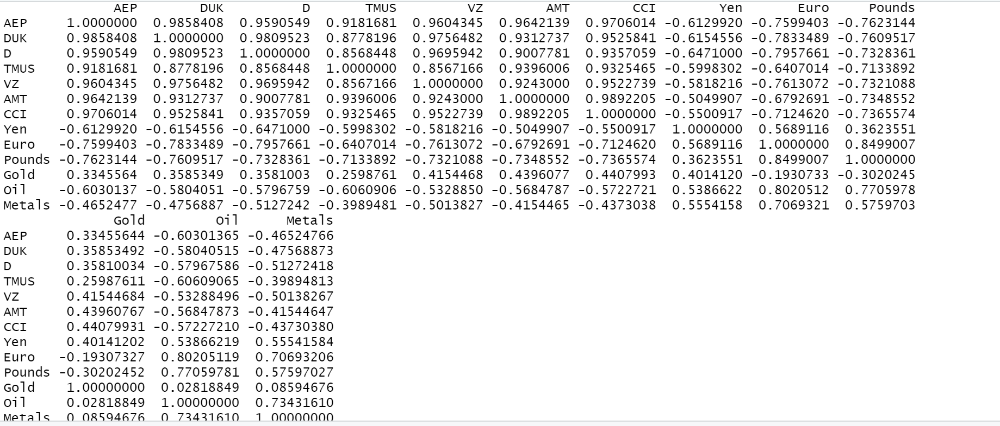 AEP DUK D TMUS VZ AMT CCI Yen Euro Pounds
AEP 1.0000000 0.9858408 0.9590549 0.9181681 0.9604345 0.9642139 0.9706014 -0.6129920 -0.7599403 -0.7623144
DUK 0.9858408 1.0000000 0.9809523 0.8778196 0.9756482 0.9312737 0.9525841 -0.6154556 -0.7833489 -0.7609517
D 0.9590549 0.9809523 1.0000000 0.8568448 0.9695942 0.9007781 0.9357059 -0.6471000 -0.7957661 -0.7328361
TMUS 0.9181681 0.8778196 0.8568448 1.0000000 0.8567166 0.9396006 0.9325465 -0.5998302 -0.6407014 -0.7133892
VZ 0.9604345 0.9756482 0.9695942 0.8567166 1.0000000 0.9243000 0.9522739 -0.5818216 -0.7613072 -0.7321088
AMT 0.9642139 0.9312737 0.9007781 0.9396006 0.9243000 1.0000000 0.9892205 -0.5049907 -0.6792691 -0.7348552
CCI 0.9706014 0.9525841 0.9357059 0.9325465 0.9522739 0.9892205 1.0000000 -0.5500917 -0.7124620 -0.7365574
Yen -0.6129920 -0.6154556 -0.6471000 -0.5998302 -0.5818216 -0.5049907 -0.5500917 1.0000000 0.5689116 0.3623551
Euro -0.7599403 -0.7833489 -0.7957661 -0.6407014 -0.7613072 -0.6792691 -0.7124620 0.5689116 1.0000000 0.8499007
Pounds -0.7623144 -0.7609517 -0.7328361 -0.7133892 -0.7321088 -0.7348552 -0.7365574 0.3623551 0.8499007 1.0000000
Gold 0.3345564 0.3585349 0.3581003 0.2598761 0.4154468 0.4396077 0.4407993 0.4014120 -0.1930733 -0.3020245
Oil -0.6030137 -0.5804051 -0.5796759 -0.6060906 -0.5328850 -0.5684787 -0.5722721 0.5386622 0.8020512 0.7705978
Metals -0.4652477 -0.4756887 -0.5127242 -0.3989481 -0.5013827 -0.4154465 -0.4373038 0.5554158 0.7069321 0.5759703
Gold Oil Metals
AEP 0.33455644 -0.60301365 -0.46524766
DUK 0.35853492 -0.58040515 -0.47568873
D 0.35810034 -0.57967586 -0.51272418
TMUS 0.25987611 -0.60609065 -0.39894813
VZ 0.41544684 -0.53288496 -0.50138267
AMT 0.43960767 -0.56847873 -0.41544647
CCI 0.44079931 -0.57227210 -0.43730380
Yen 0.40141202 0.53866219 0.55541584
Euro -0.19307327 0.80205119 0.70693206
Pounds -0.30202452 0.77059781 0.57597027
Gold 1.00000000 0.02818849 0.08594676
Oil 0.02818849 1.00000000 0.73431610
Metals 0.08594676 0.73431610 1.00000000